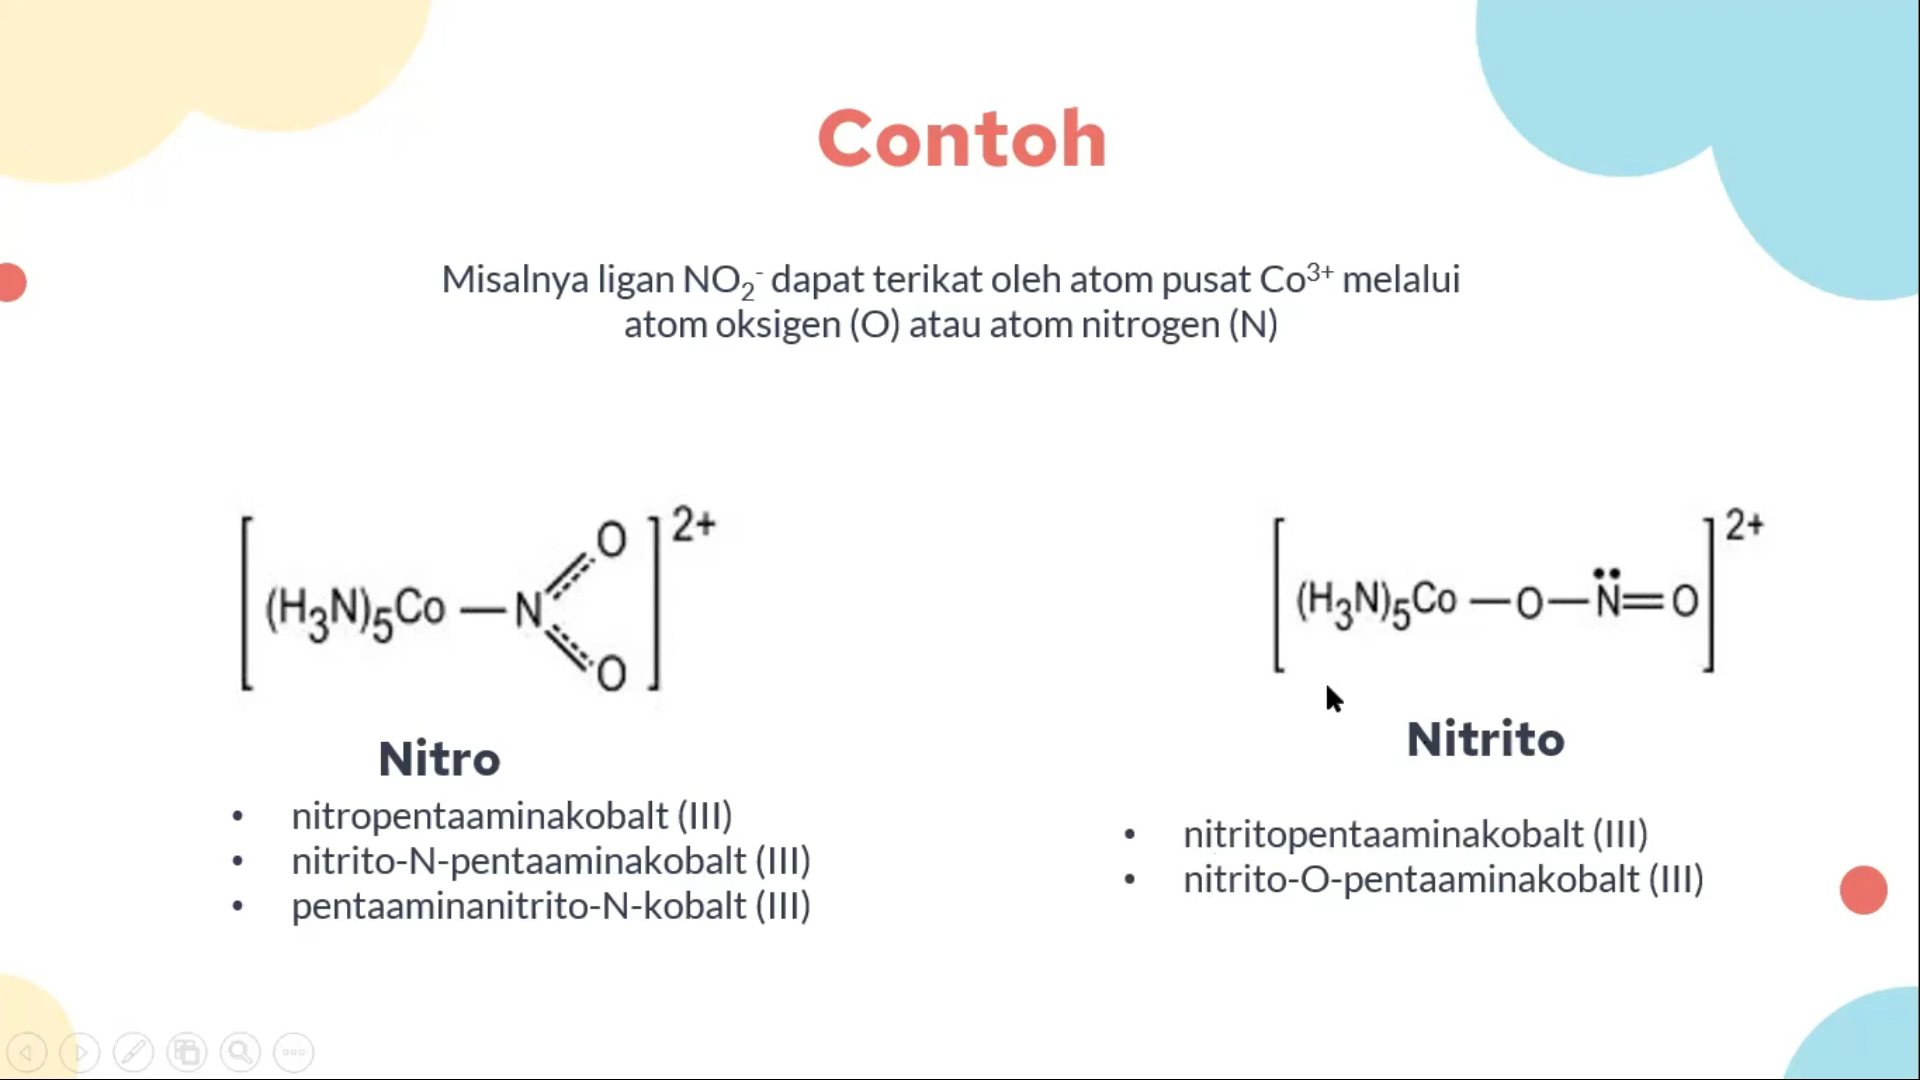 Contoh
Misalnya ligan NO₂⁻ dapat terikat oleh atom pusat Co³⁺ melalui
atom oksigen (O) atau atom nitrogen (N)
[(H₃N)₅Co—N(O)(O)]²⁺
Nitro
• nitropentaaminakobalt (III)
• nitrito-N-pentaaminakobalt (III)
• pentaaminanitrito-N-kobalt (III)
[(H₃N)₅Co—O—N̈=O]²⁺
Nitrito
• nitritopentaaminakobalt (III)
• nitrito-O-pentaaminakobalt (III)